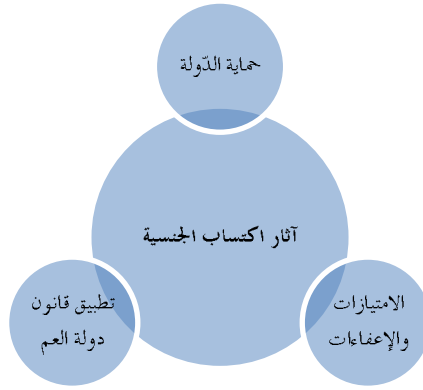 حماية الدّولة
آثار اكتساب الجنسية
الامتيازات
والإعفاءات
تطبيق قانون
دولة العم